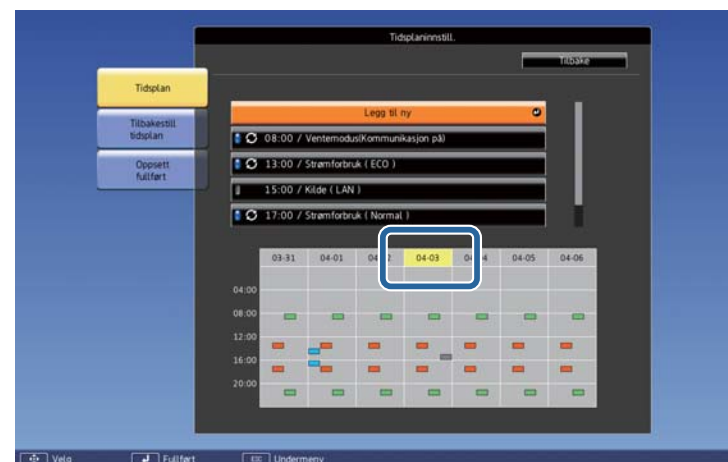 Tidsplaninnstill.
Tilbake
Tidsplan
Tilbakestill
tidsplan
Oppsett
fullført
Legg til ny
08:00 / Ventemodus(Kommunikasjon på)
13:00 / Strømforbruk ( ECO )
15:00 / Kilde ( LAN )
17:00 / Strømforbruk ( Normal )
03-31 04-01 04-03 04-05 04-06
04:00
08:00
12:00
16:00
20:00
Velg Fullført Esc Undermeny